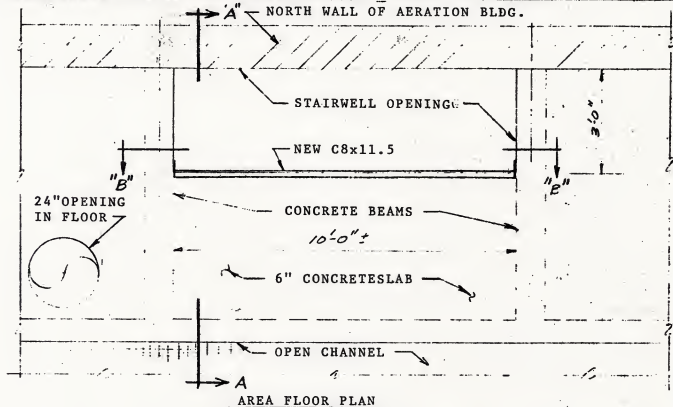 "A" NORTH WALL OF AERATION BLDG.
STAIRWELL OPENING
3'0"
NEW C8x11.5
"B" "B"
24" OPENING
IN FLOOR
CONCRETE BEAMS
10'-0" ±
6" CONCRETESLAB
OPEN CHANNEL
A
AREA FLOOR PLAN